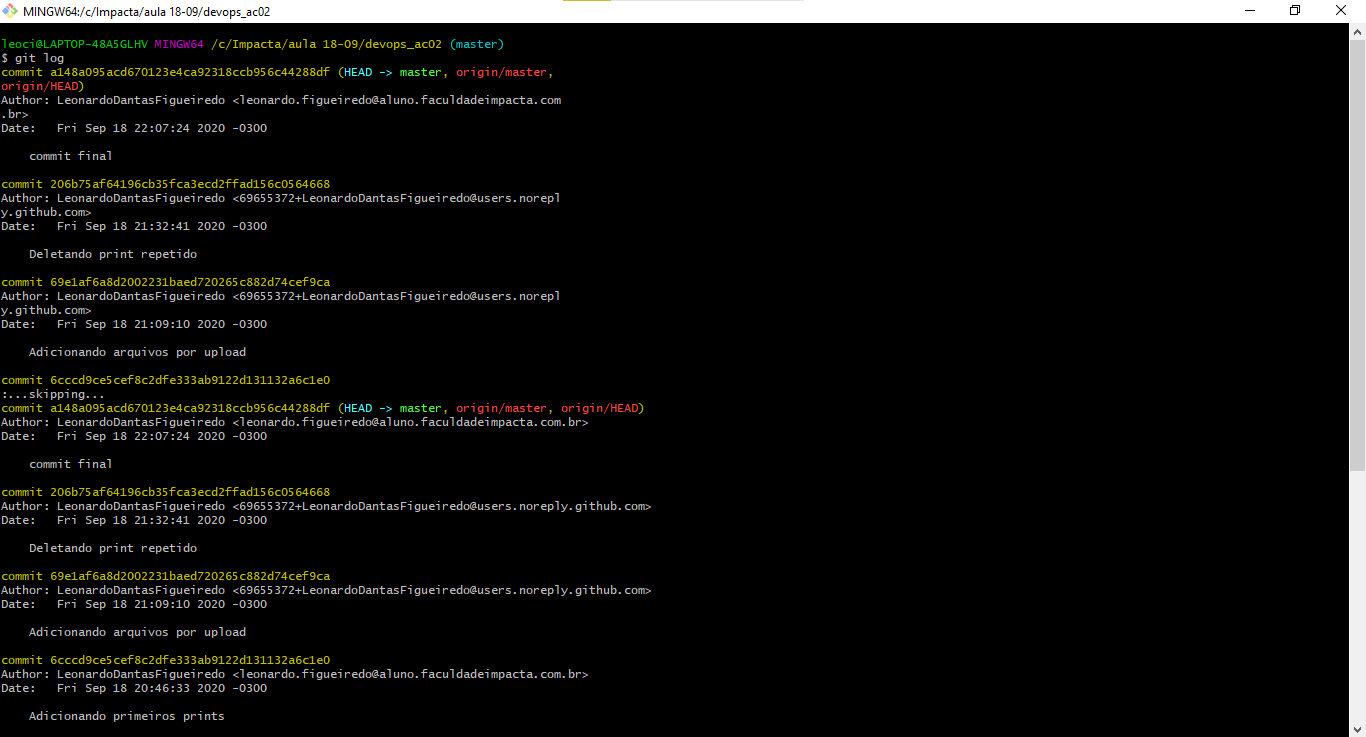 MINGW64:/c/Impacta/aula 18-09/devops_ac02
leoci@LAPTOP-48A5GLHV MINGW64 /c/Impacta/aula 18-09/devops_ac02 (master)
$ git log
commit a148a095acd670123e4ca92318ccb956c44288df (HEAD -> master, origin/master,
origin/HEAD)
Author: LeonardoDantasFigueiredo <leonardo.figueiredo@aluno.faculdadeimpacta.com
.br>
Date:   Fri Sep 18 22:07:24 2020 -0300
    commit final
commit 206b75af64196cb35fca3ecd2ffad156c0564668
Author: LeonardoDantasFigueiredo <69655372+LeonardoDantasFigueiredo@users.norepl
y.github.com>
Date:   Fri Sep 18 21:32:41 2020 -0300
    Deletando print repetido
commit 69e1af6a8d2002231baed720265c882d74cef9ca
Author: LeonardoDantasFigueiredo <69655372+LeonardoDantasFigueiredo@users.norepl
y.github.com>
Date:   Fri Sep 18 21:09:10 2020 -0300
    Adicionando arquivos por upload
commit 6cccd9ce5cef8c2dfe333ab9122d131132a6c1e0
:...skipping...
commit a148a095acd670123e4ca92318ccb956c44288df (HEAD -> master, origin/master, origin/HEAD)
Author: LeonardoDantasFigueiredo <leonardo.figueiredo@aluno.faculdadeimpacta.com.br>
Date:   Fri Sep 18 22:07:24 2020 -0300
    commit final
commit 206b75af64196cb35fca3ecd2ffad156c0564668
Author: LeonardoDantasFigueiredo <69655372+LeonardoDantasFigueiredo@users.noreply.github.com>
Date:   Fri Sep 18 21:32:41 2020 -0300
    Deletando print repetido
commit 69e1af6a8d2002231baed720265c882d74cef9ca
Author: LeonardoDantasFigueiredo <69655372+LeonardoDantasFigueiredo@users.noreply.github.com>
Date:   Fri Sep 18 21:09:10 2020 -0300
    Adicionando arquivos por upload
commit 6cccd9ce5cef8c2dfe333ab9122d131132a6c1e0
Author: LeonardoDantasFigueiredo <leonardo.figueiredo@aluno.faculdadeimpacta.com.br>
Date:   Fri Sep 18 20:46:33 2020 -0300
    Adicionando primeiros prints